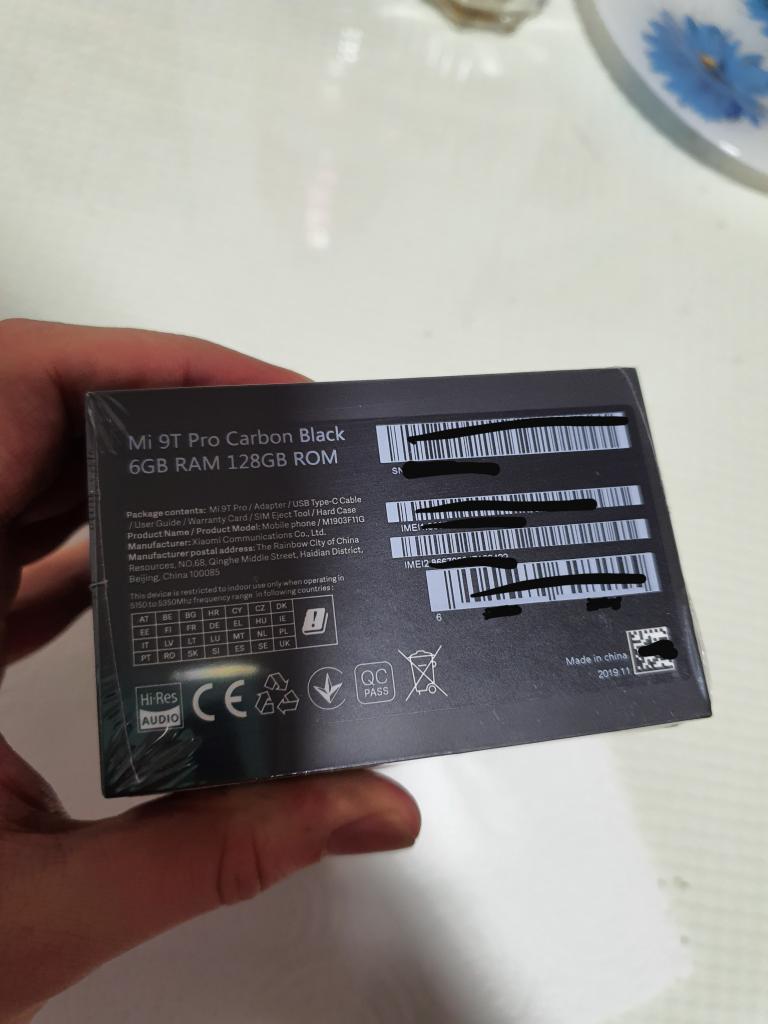 Mi 9T Pro Carbon Black
6GB RAM 128GB ROM
Package contents: Mi 9T Pro / Adapter / USB Type-C Cable
/ User Guide / Warranty Card / SIM Eject Tool / Hard Case
Product Name / Product Model: Mobile phone / M1903F11G
Manufacturer: Xiaomi Communications Co., Ltd.
Manufacturer postal address: The Rainbow City of China
Resources, NO.68, Qinghe Middle Street, Haidian District,
Beijing, China 100085
This device is restricted to indoor use only when operating in
5150 to 5350Mhz frequency range in following countries:
AT BE BG HR CY CZ DK
EE FI FR DE EL HU IE
IT LV LT LU MT NL PL
PT RO SK SI ES SE UK
Hi-Res
AUDIO
CE
QC
PASS
SN
IMEI
IMEI2
6
Made in china
2019.11